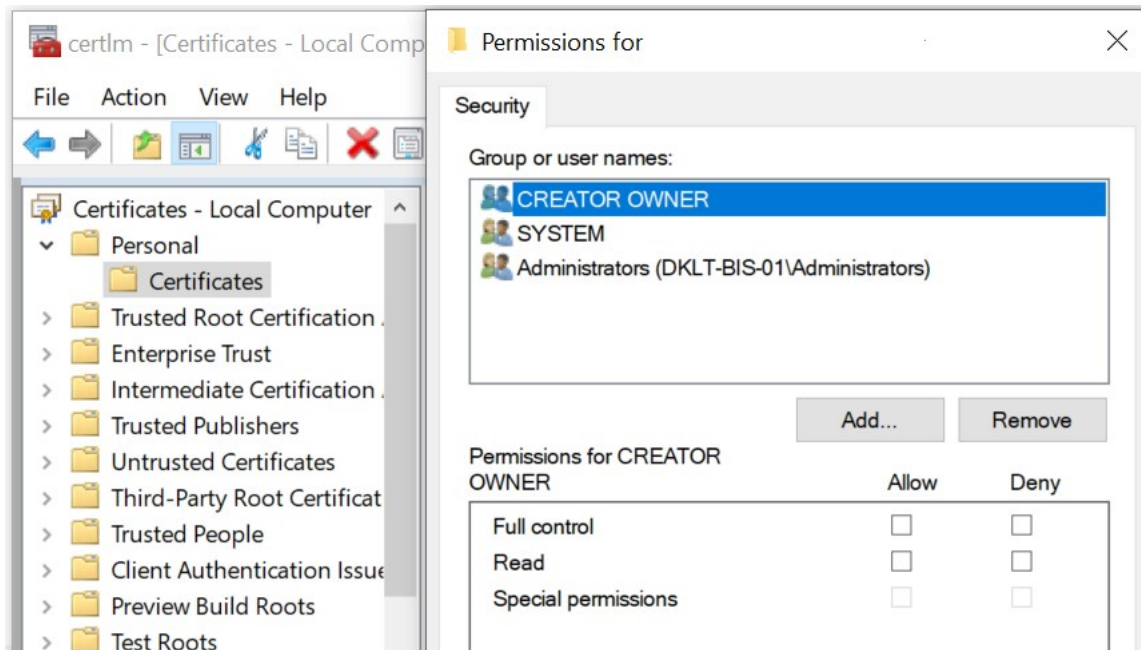 certlm - [Certificates - Local Comp
File Action View Help
Certificates - Local Computer
Personal
Certificates
Trusted Root Certification
Enterprise Trust
Intermediate Certification
Trusted Publishers
Untrusted Certificates
Third-Party Root Certificat
Trusted People
Client Authentication Issue
Preview Build Roots
Test Roots
Permissions for
Security
Group or user names:
CREATOR OWNER
SYSTEM
Administrators (DKLT-BIS-01\Administrators)
Add... Remove
Permissions for CREATOR
OWNER Allow Deny
Full control
Read
Special permissions